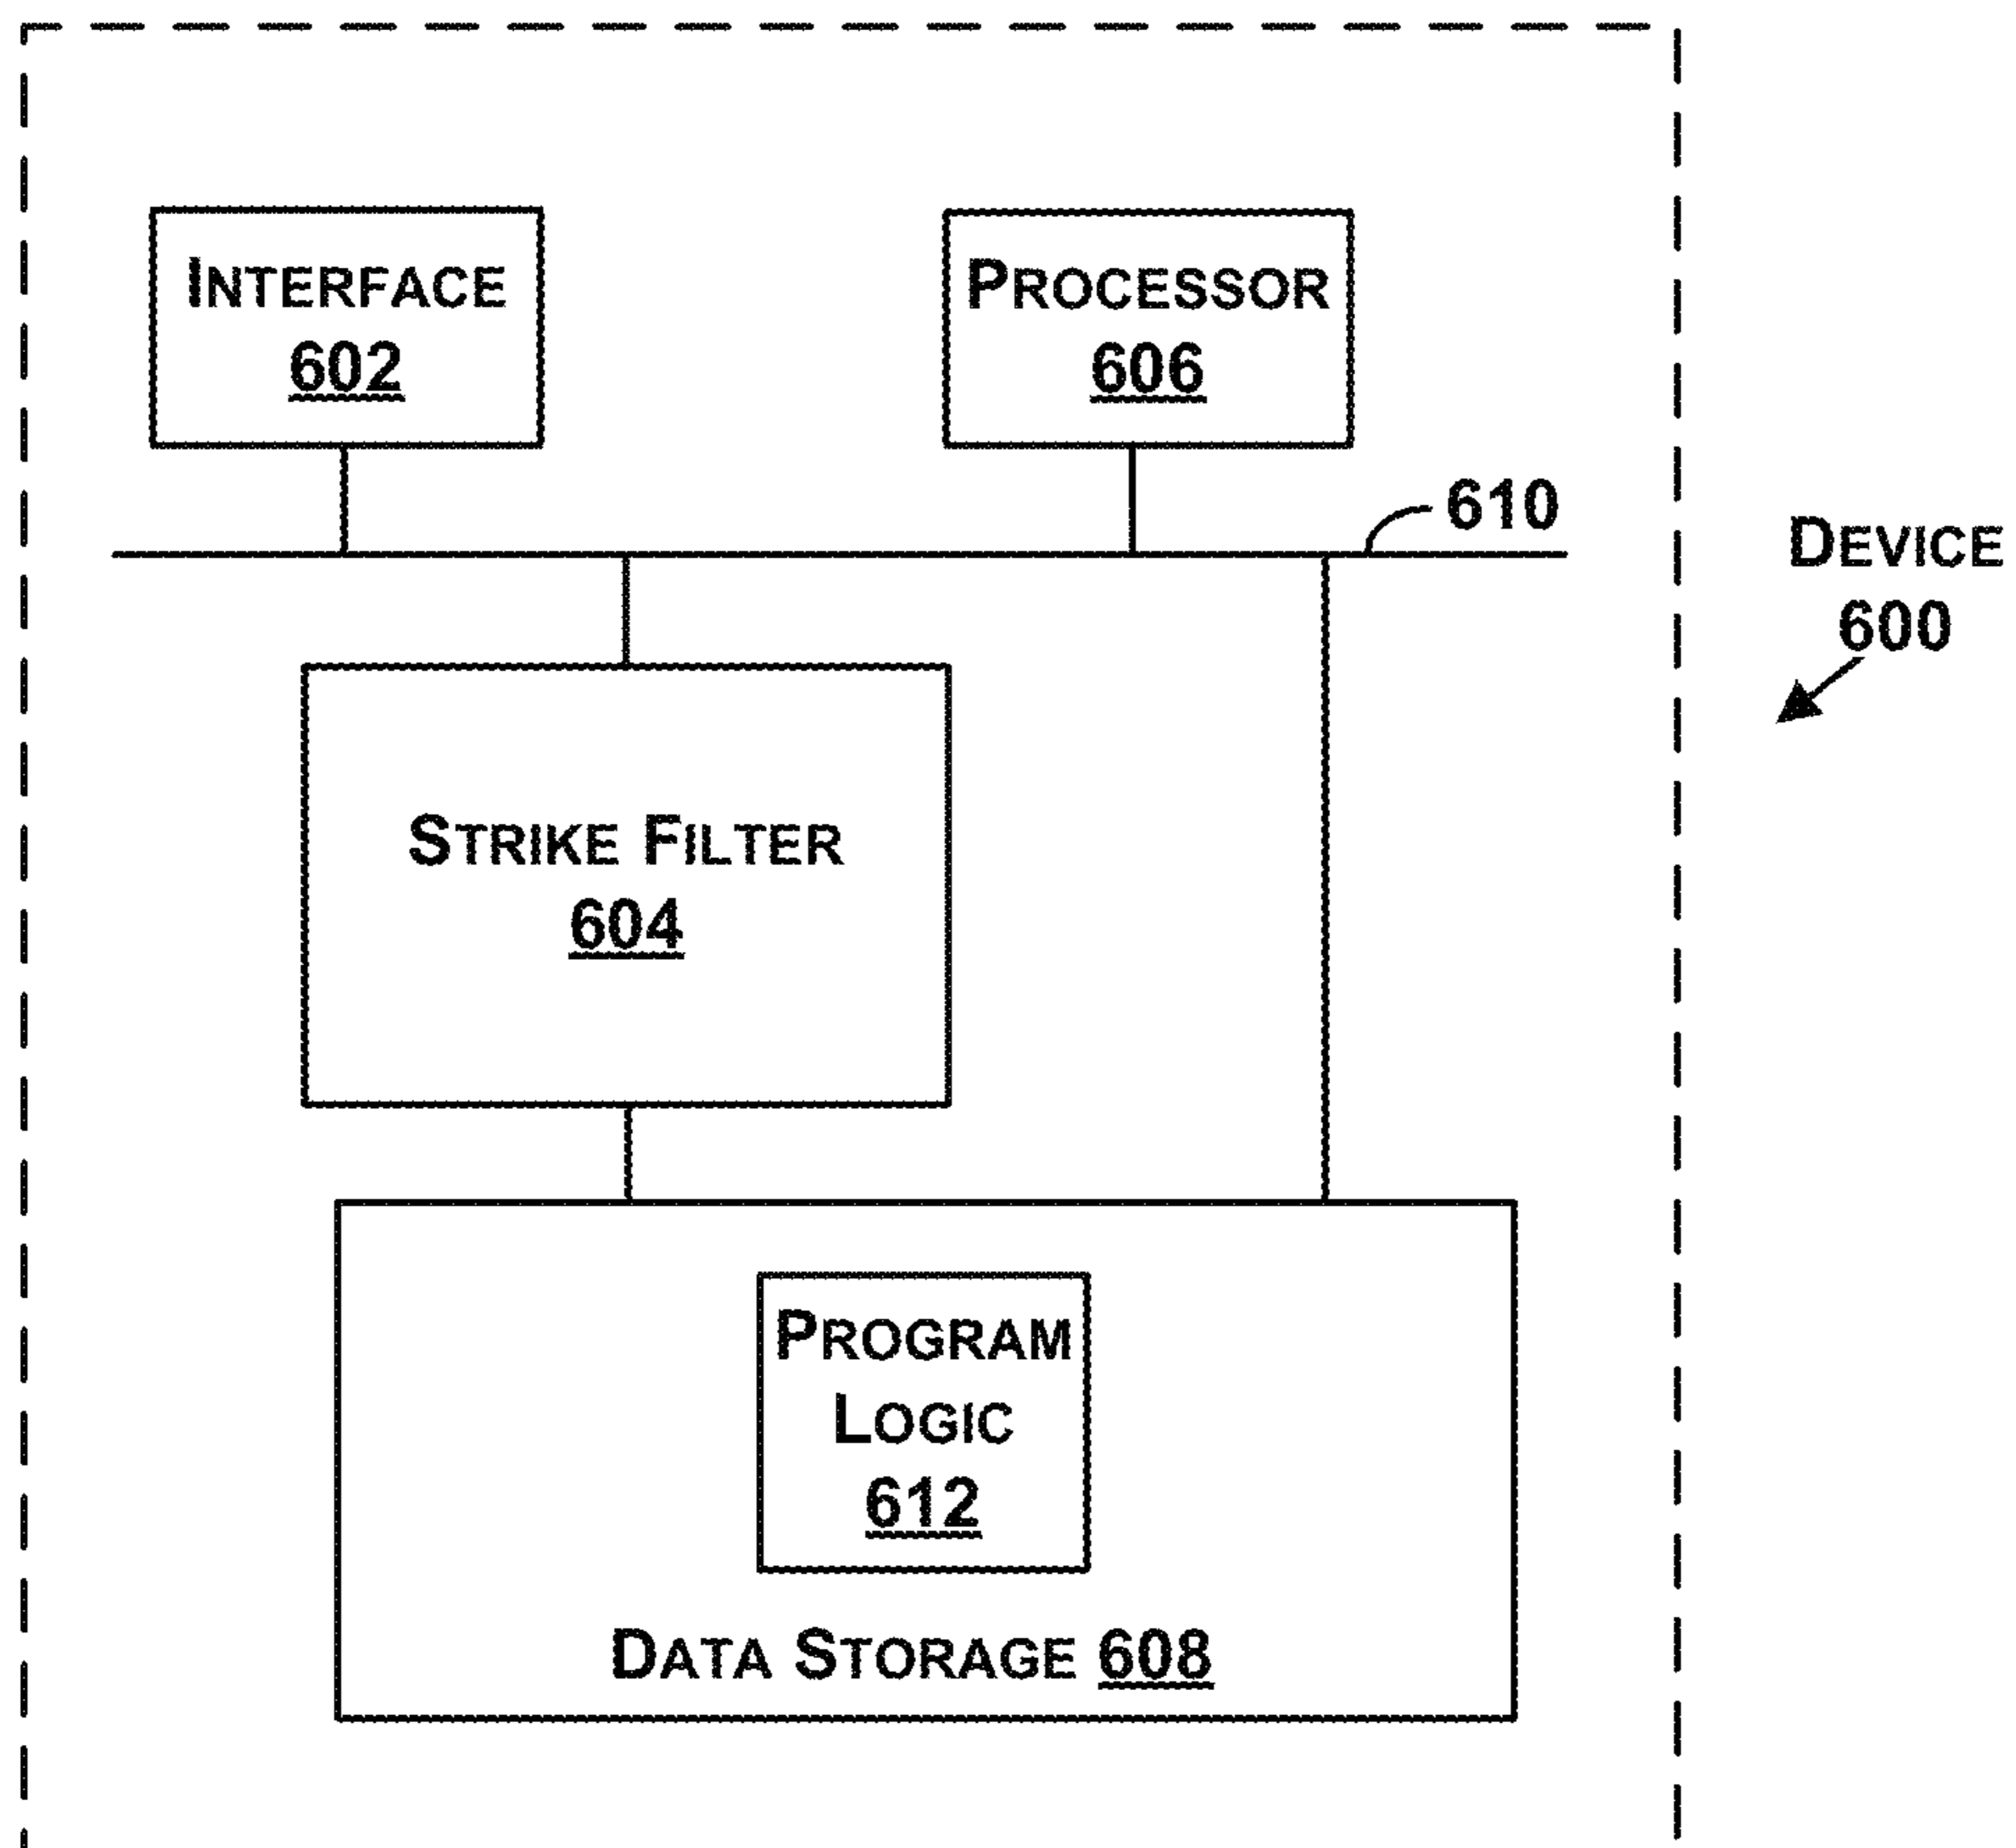 INTERFACE
602
PROCESSOR
606
610
DEVICE
600
STRIKE FILTER
604
PROGRAM
LOGIC
612
DATA STORAGE 608